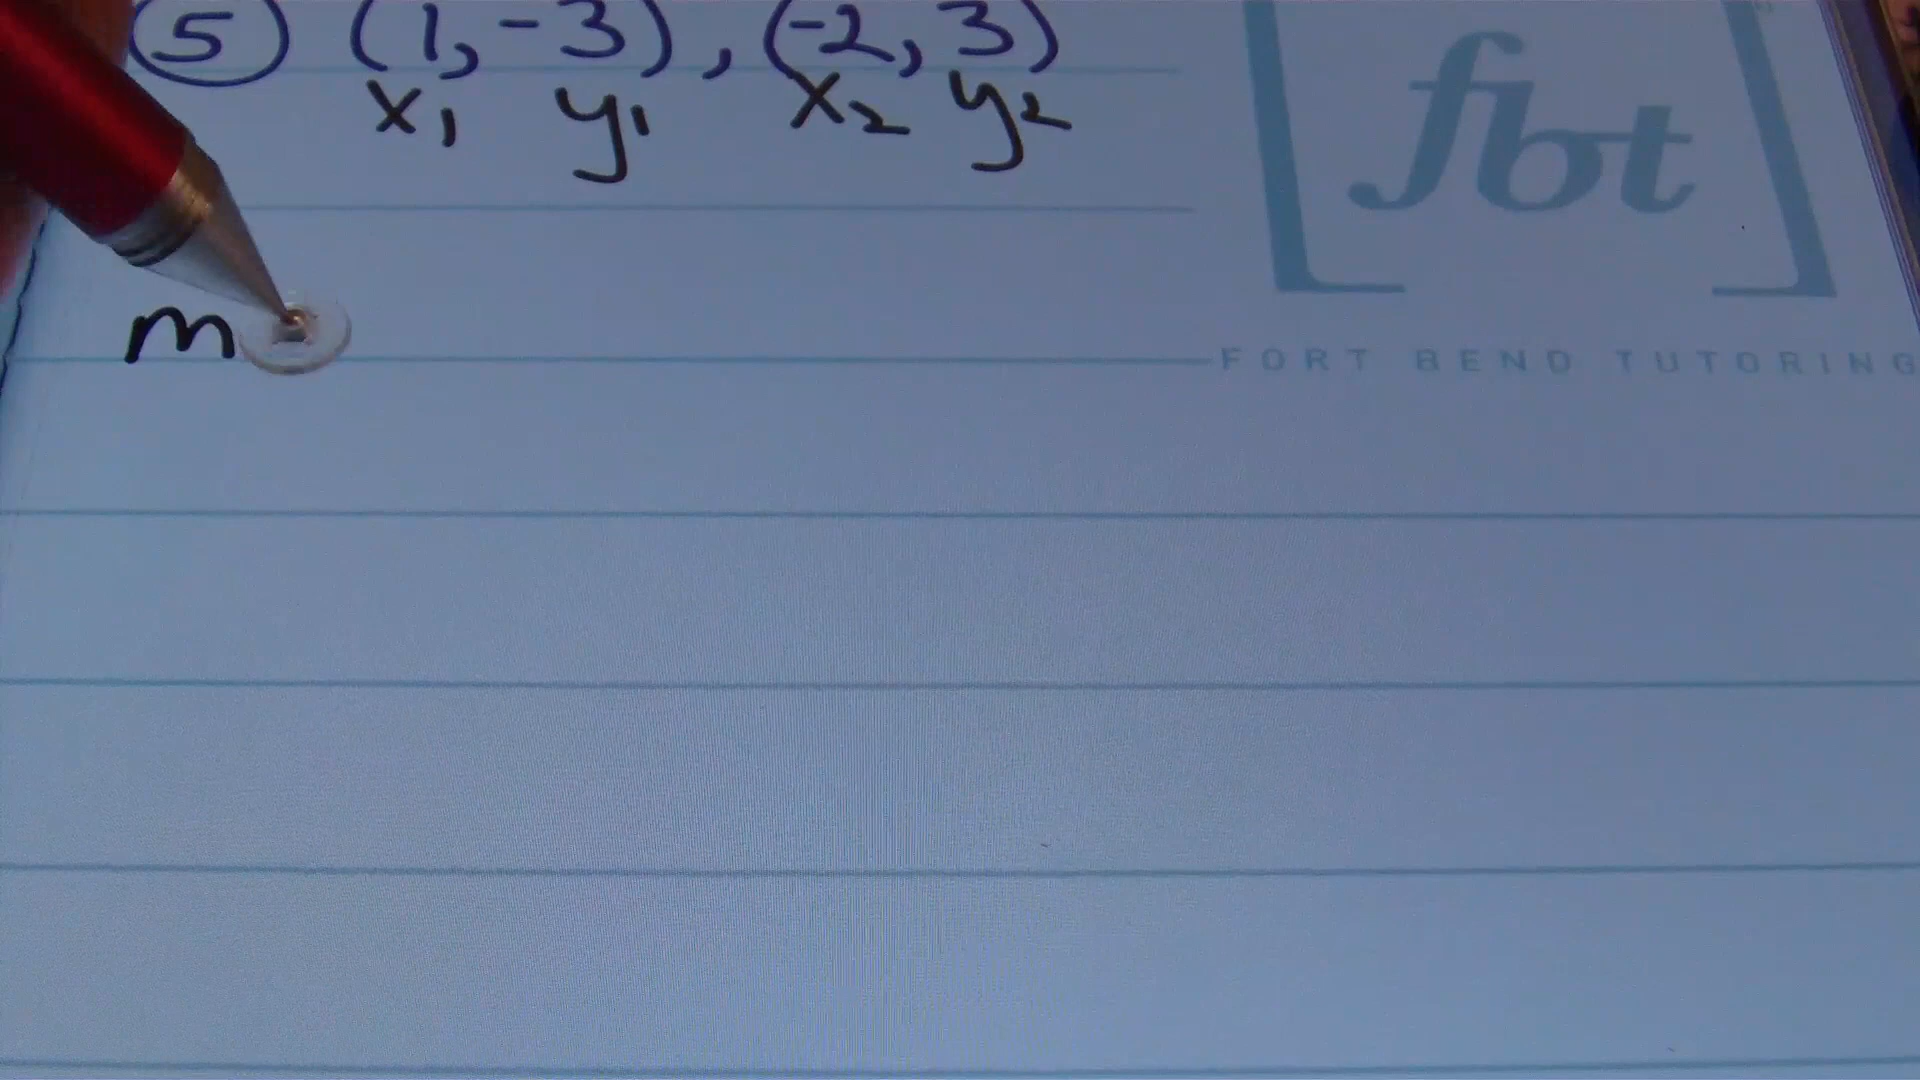 5 (1, -3), (-2, 3)
x₁ y₁ x₂ y₂
fbt
m
FORT BEND TUTORING